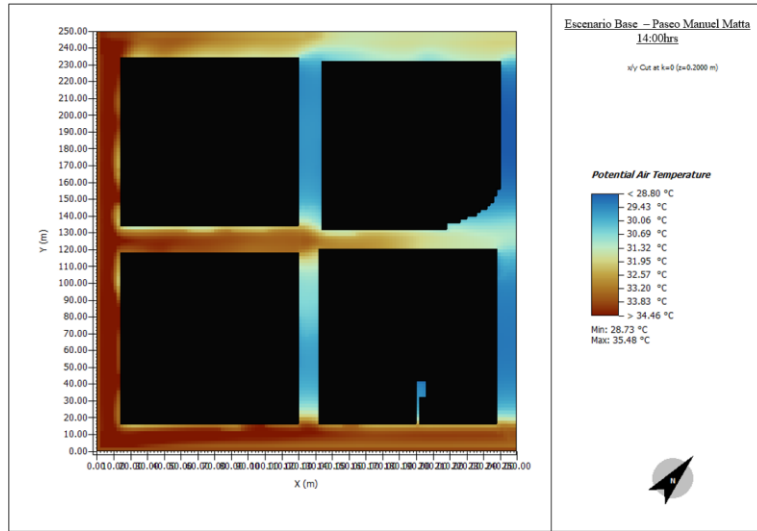 Escenario Base – Paseo Manuel Matta
14:00hrs
x/y Cut at k=0 (z=0.2000 m)
250.00
240.00
230.00
220.00
210.00
200.00
190.00
180.00
170.00
160.00
150.00
140.00
130.00
120.00
110.00
100.00
90.00
80.00
70.00
60.00
50.00
40.00
30.00
20.00
10.00
0.00
Y (m)
X (m)
Potential Air Temperature
< 28.80 °C
29.43 °C
30.06 °C
30.69 °C
31.32 °C
31.95 °C
32.57 °C
33.20 °C
33.83 °C
> 34.46 °C
Min: 28.73 °C
Max: 35.48 °C
N